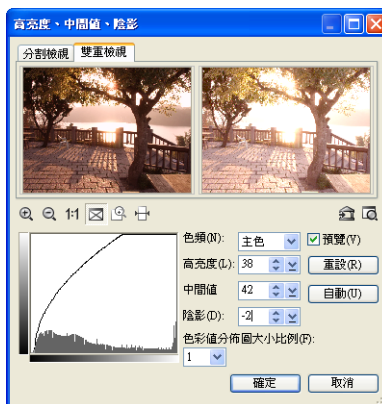 高亮度、中間值、陰影
分割檢視 雙重檢視
1:1
色頻(N): 主色 預覽(V)
高亮度(L): 38 重設(R)
中間值 42 自動(U)
陰影(D): -2
色彩值分佈圖大小比例(F):
1
確定 取消